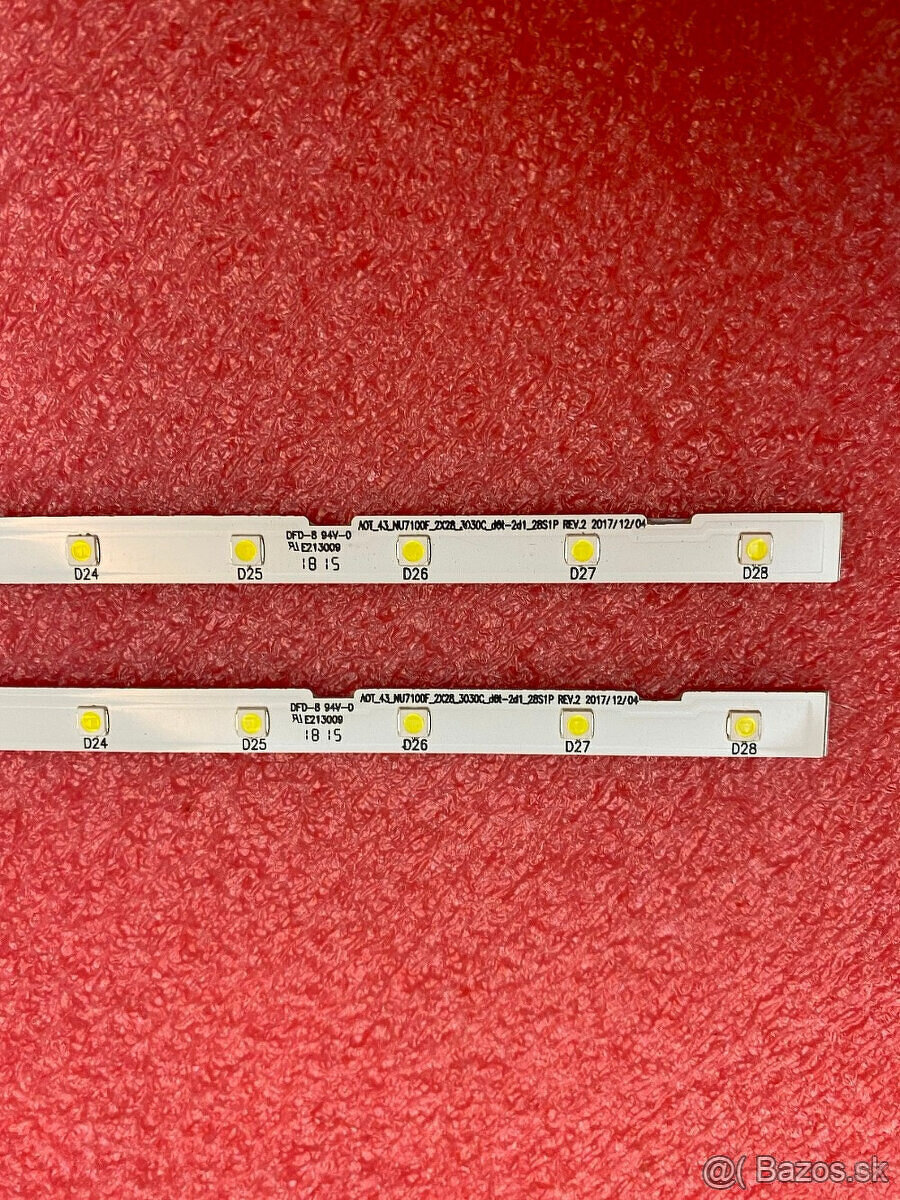 AOT_43_NU7100F_2X28_3030C_d6t-2d1_28S1P REV.2 2017/12/04
DFD-8 94V-0
E213009
1815
D24 D25 D26 D27 D28
AOT_43_NU7100F_2X28_3030C_d6t-2d1_28S1P REV.2 2017/12/04
DFD-8 94V-0
E213009
1815
D24 D25 D26 D27 D28
@( Bazos.sk